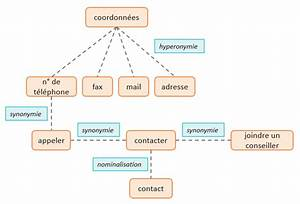 coordonnées
hyperonymie
n° de
téléphone
fax
mail
adresse
synonymie
appeler
synonymie
contacter
synonymie
joindre un
conseiller
nominalisation
contact